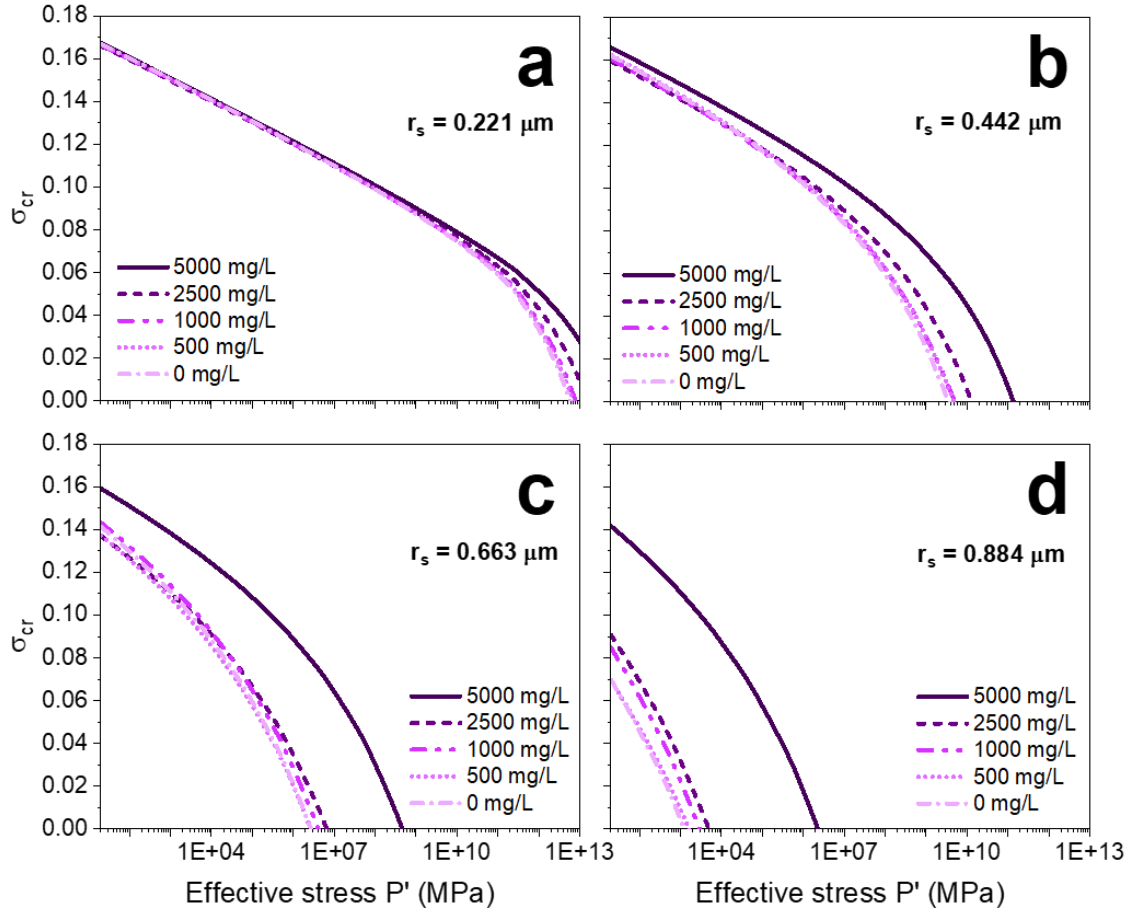 0.18
0.16
0.14
0.12
0.10
0.08
0.06
0.04
0.02
0.00
σcr
a
rs = 0.221 μm
5000 mg/L
2500 mg/L
1000 mg/L
500 mg/L
0 mg/L
b
rs = 0.442 μm
5000 mg/L
2500 mg/L
1000 mg/L
500 mg/L
0 mg/L
0.18
0.16
0.14
0.12
0.10
0.08
0.06
0.04
0.02
0.00
σcr
c
rs = 0.663 μm
5000 mg/L
2500 mg/L
1000 mg/L
500 mg/L
0 mg/L
1E+04 1E+07 1E+10 1E+13
Effective stress P' (MPa)
d
rs = 0.884 μm
5000 mg/L
2500 mg/L
1000 mg/L
500 mg/L
0 mg/L
1E+04 1E+07 1E+10 1E+13
Effective stress P' (MPa)